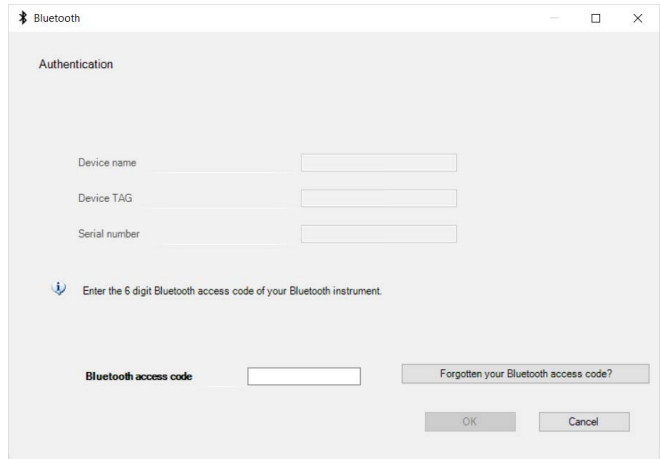 Bluetooth
Authentication
Device name
Device TAG
Serial number
Enter the 6 digit Bluetooth access code of your Bluetooth instrument.
Bluetooth access code
Forgotten your Bluetooth access code?
OK
Cancel